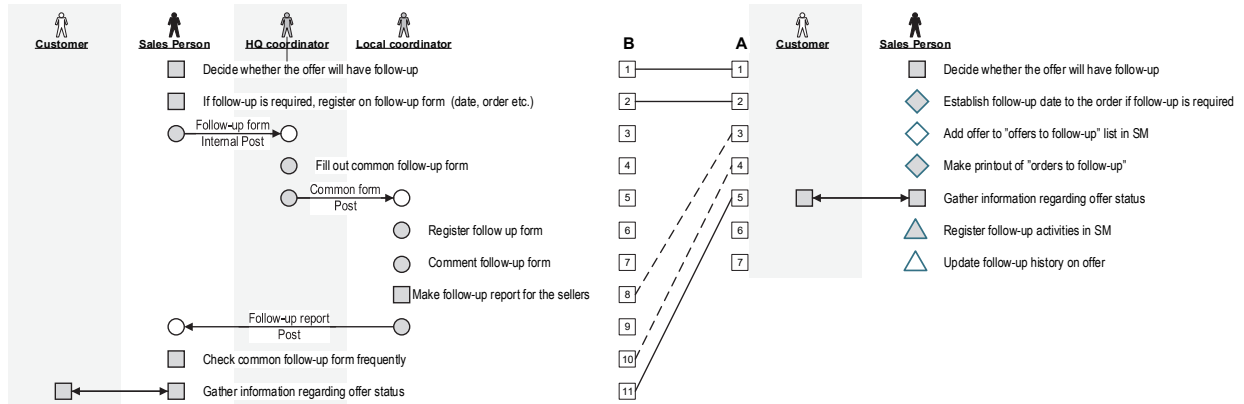 Customer
Sales Person
HQ coordinator
Local coordinator
Decide whether the offer will have follow-up
If follow-up is required, register on follow-up form (date, order etc.)
Follow-up form
Internal Post
Fill out common follow-up form
Common form
Post
Register follow up form
Comment follow-up form
Make follow-up report for the sellers
Follow-up report
Post
Check common follow-up form frequently
Gather information regarding offer status
B
A
1
1
2
2
3
3
4
4
5
5
6
6
7
7
8
9
10
11
Customer
Sales Person
Decide whether the offer will have follow-up
Establish follow-up date to the order if follow-up is required
Add offer to "offers to follow-up" list in SM
Make printout of "orders to follow-up"
Gather information regarding offer status
Register follow-up activities in SM
Update follow-up history on offer